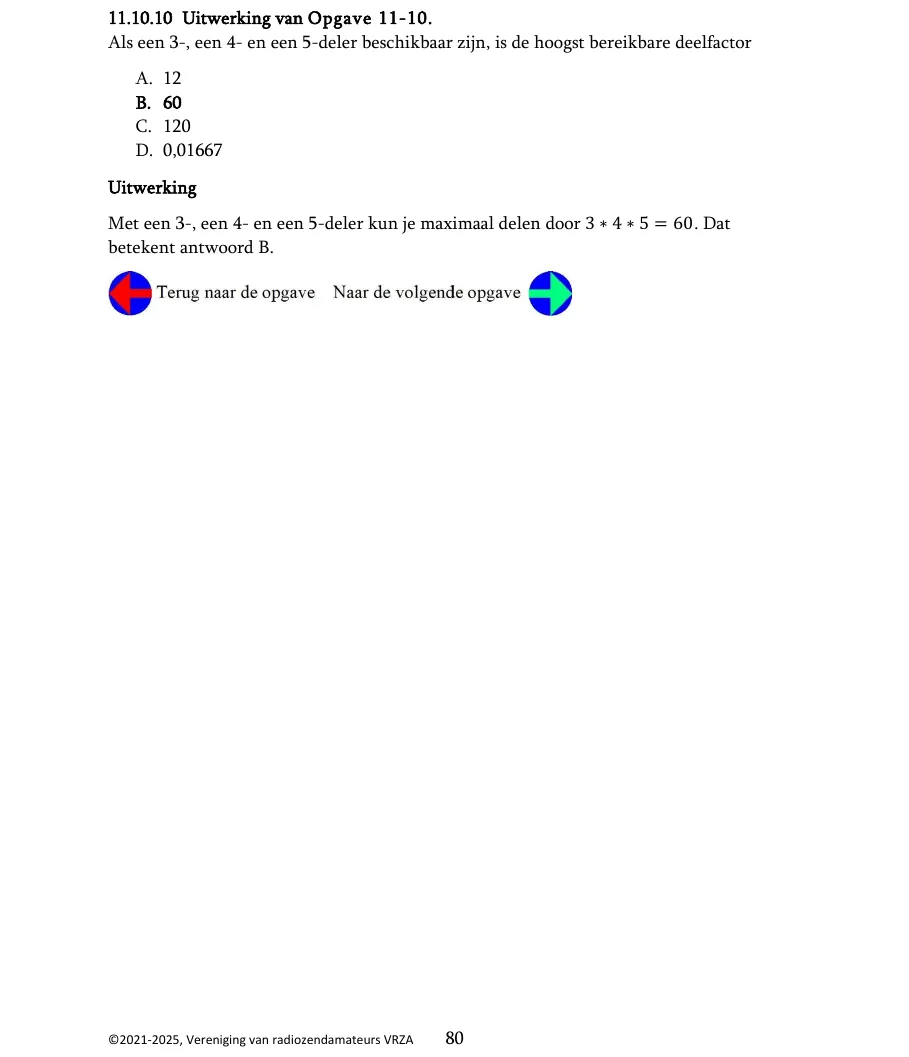 11.10.10 Uitwerking van Opgave 11-10.
Als een 3-, een 4- en een 5-deler beschikbaar zijn, is de hoogst bereikbare deelfactor
A. 12
B. 60
C. 120
D. 0,01667
Uitwerking
Met een 3-, een 4- en een 5-deler kun je maximaal delen door 3 ∗ 4 ∗ 5 = 60. Dat
betekent antwoord B.
Terug naar de opgave Naar de volgende opgave
©2021-2025, Vereniging van radiozendamateurs VRZA 80